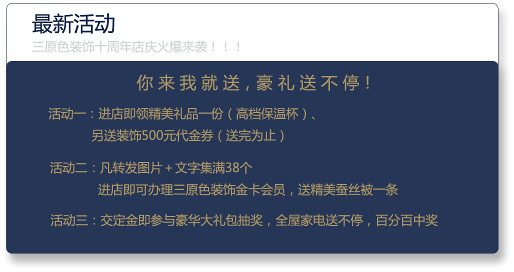 最新活动
三原色装饰十周年店庆火爆来袭！！！
你来我就送，豪礼送不停！
活动一：进店即领精美礼品一份（高档保温杯）、
另送装饰500元代金券（送完为止）
活动二：凡转发图片＋文字集满38个
进店即可办理三原色装饰金卡会员，送精美蚕丝被一条
活动三：交定金即参与豪华大礼包抽奖，全屋家电送不停，百分百中奖